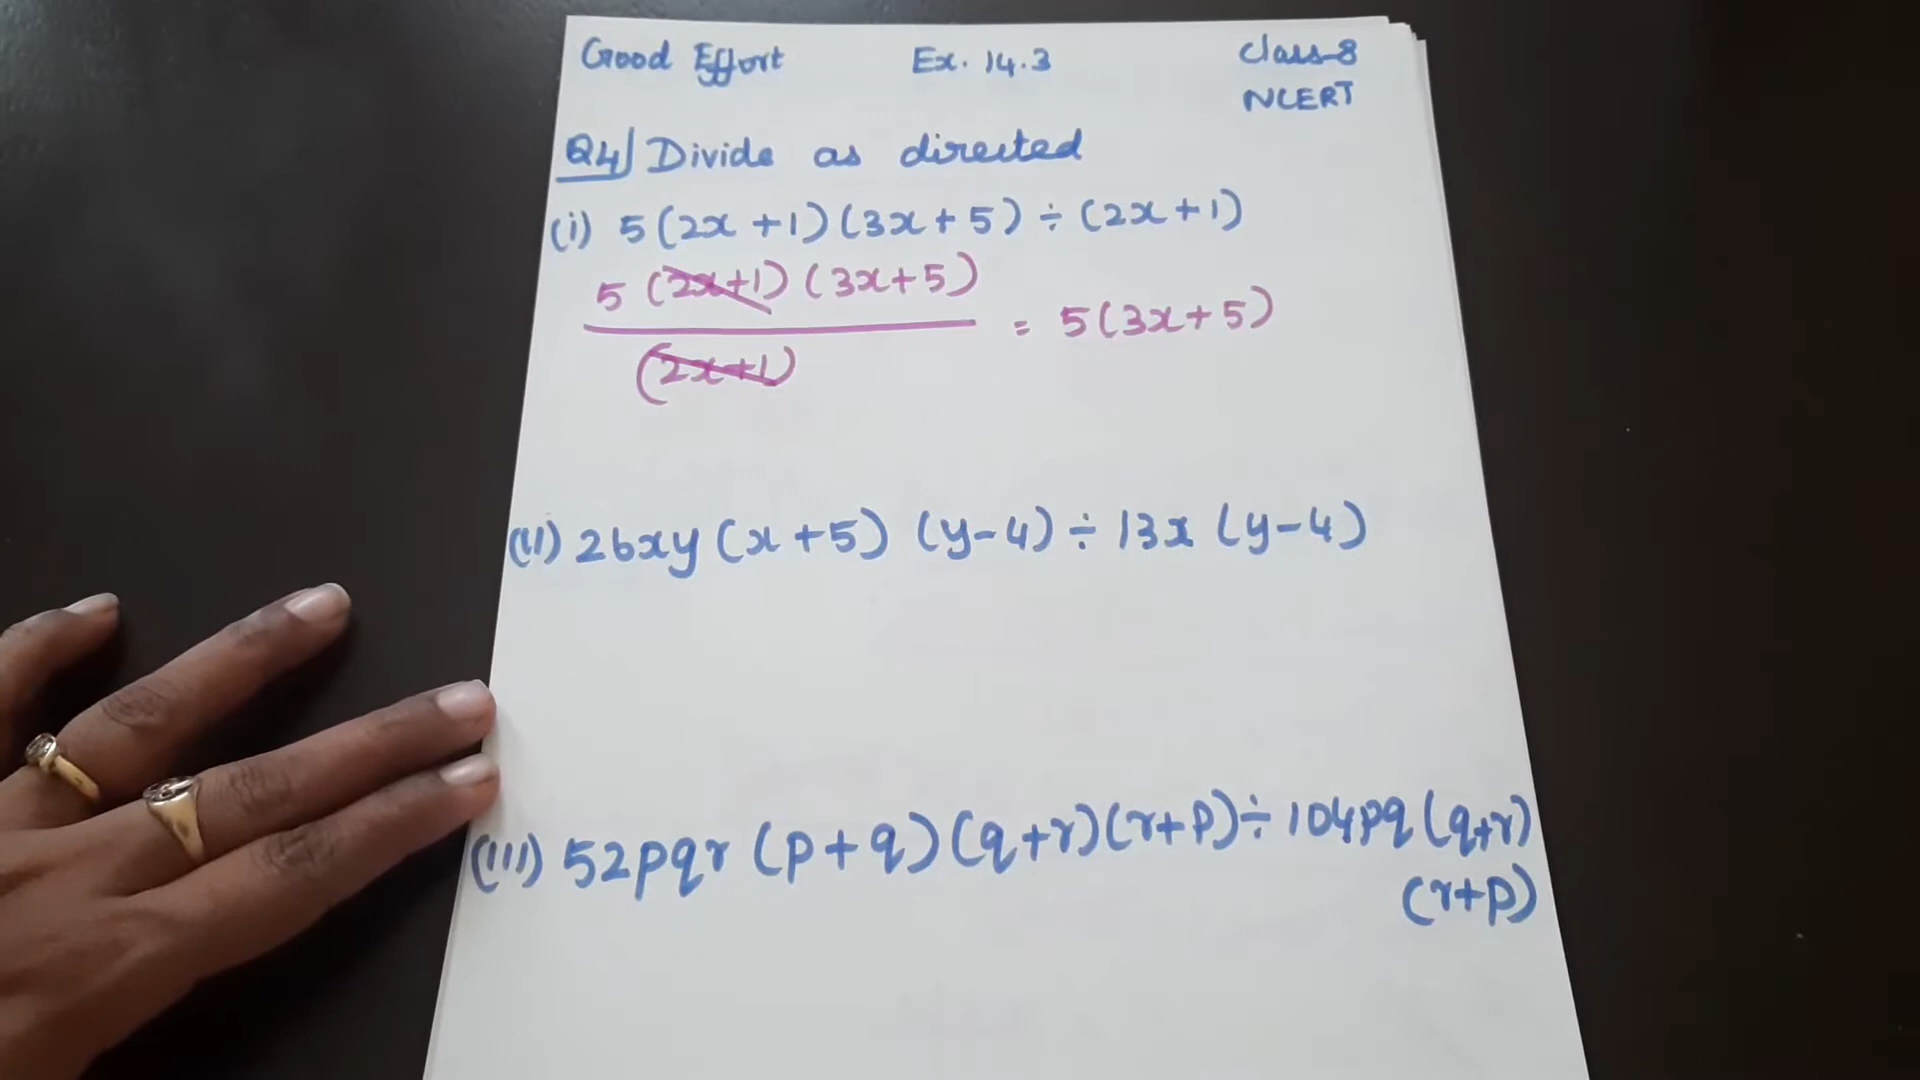 Good Effort Ex. 14.3 Class-8
NCERT
Q4/ Divide as directed
(i) 5(2x+1)(3x+5)÷(2x+1)
5 (2x+1) (3x+5)
= 5(3x+5)
(2x+1)
(ii) 26xy(x+5) (y-4)÷13x(y-4)
(iii) 52pqr(p+q)(q+r)(r+p)÷104pq(q+r)
(r+p)